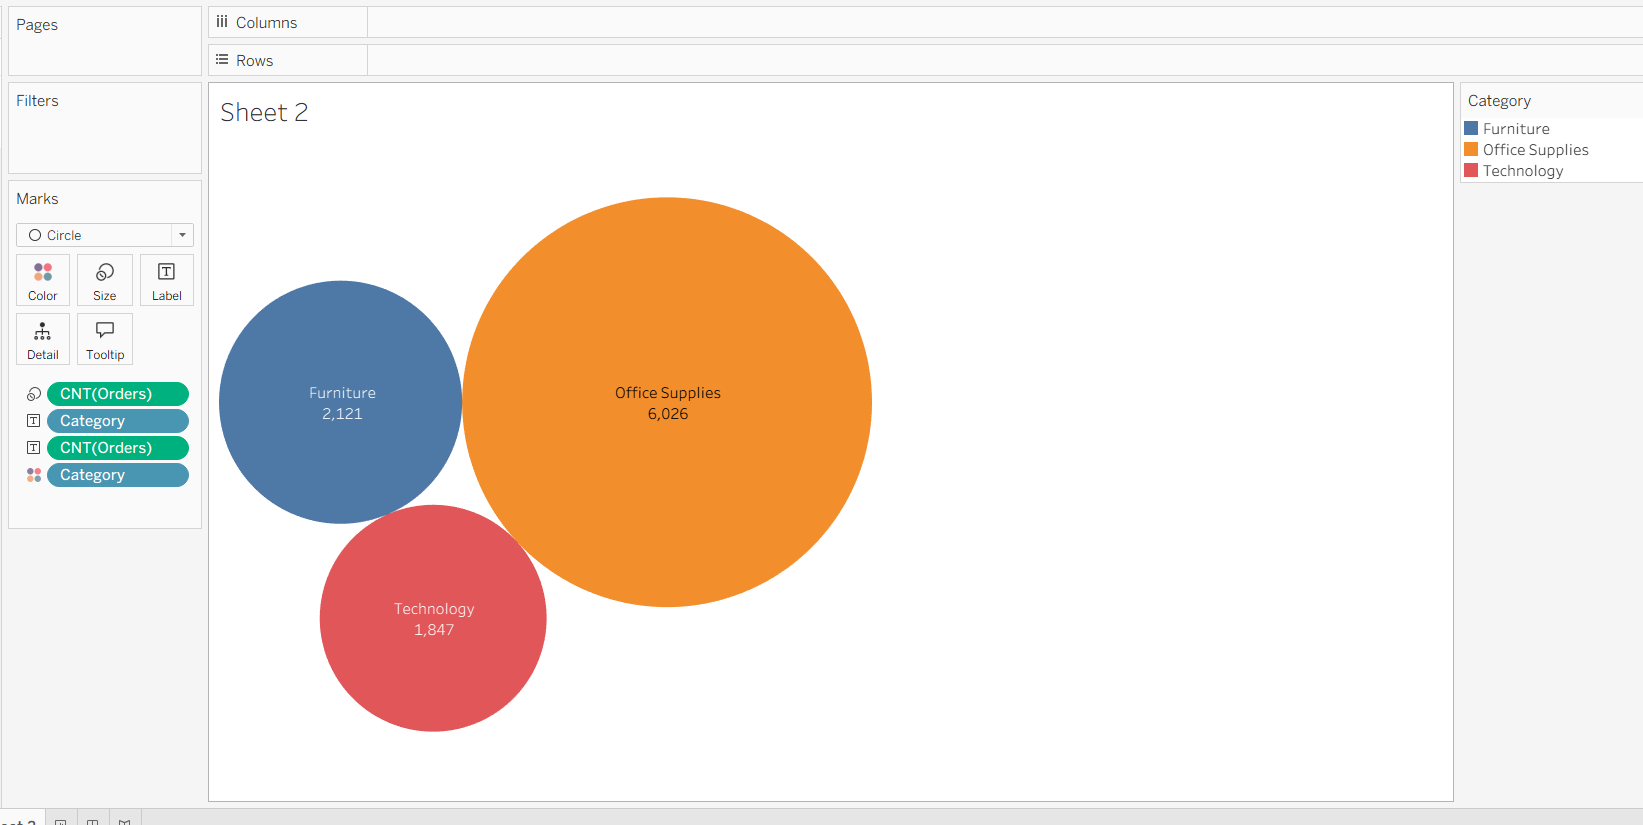 Pages
Columns
Rows
Filters
Sheet 2
Category
Furniture
Office Supplies
Technology
Marks
Circle
Color
Size
Label
Detail
Tooltip
CNT(Orders)
Category
CNT(Orders)
Category
Furniture
2,121
Office Supplies
6,026
Technology
1,847